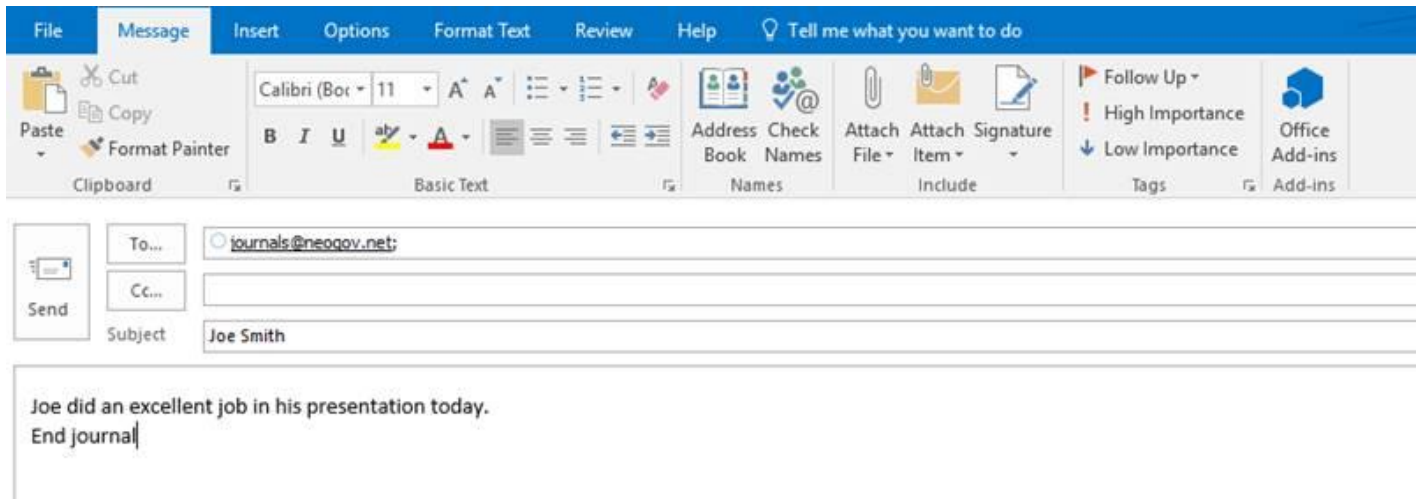 File Message Insert Options Format Text Review Help Tell me what you want to do
Paste
Cut
Copy
Format Painter
Clipboard
Calibri (Boc 11 A A
B I U aby A
Basic Text
Address Book
Check Names
Names
Attach File
Attach Item
Signature
Include
Follow Up
! High Importance
Low Importance
Tags
Office Add-ins
Add-ins
Send
To... journals@neogov.net;
Cc...
Subject Joe Smith
Joe did an excellent job in his presentation today.
End journal